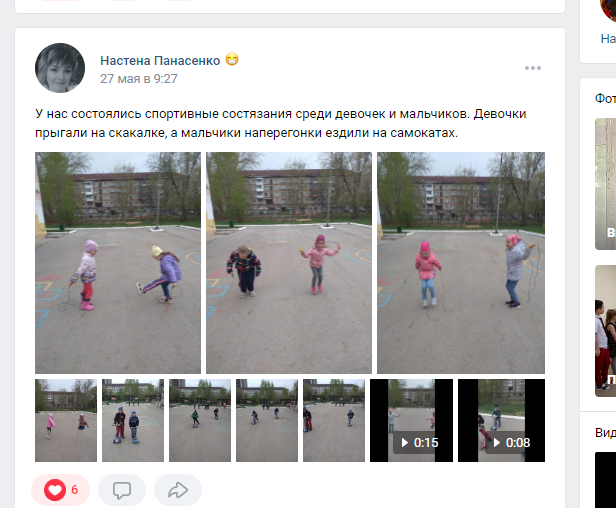 Настена Панасенко 😁
27 мая в 9:27
У нас состоялись спортивные состязания среди девочек и мальчиков. Девочки
прыгали на скакалке, а мальчики наперегонки ездили на самокатах.
0:15
0:08
6
На
Фот
В
П
Вид